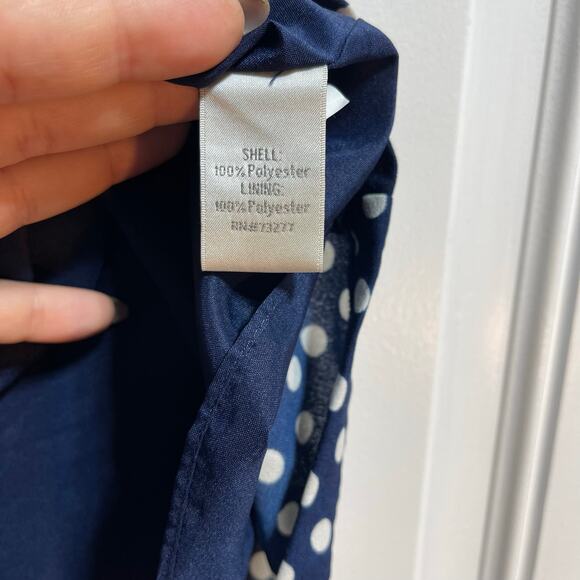 SHELL:
100% Polyester
LINING:
100% Polyester
RN#73277